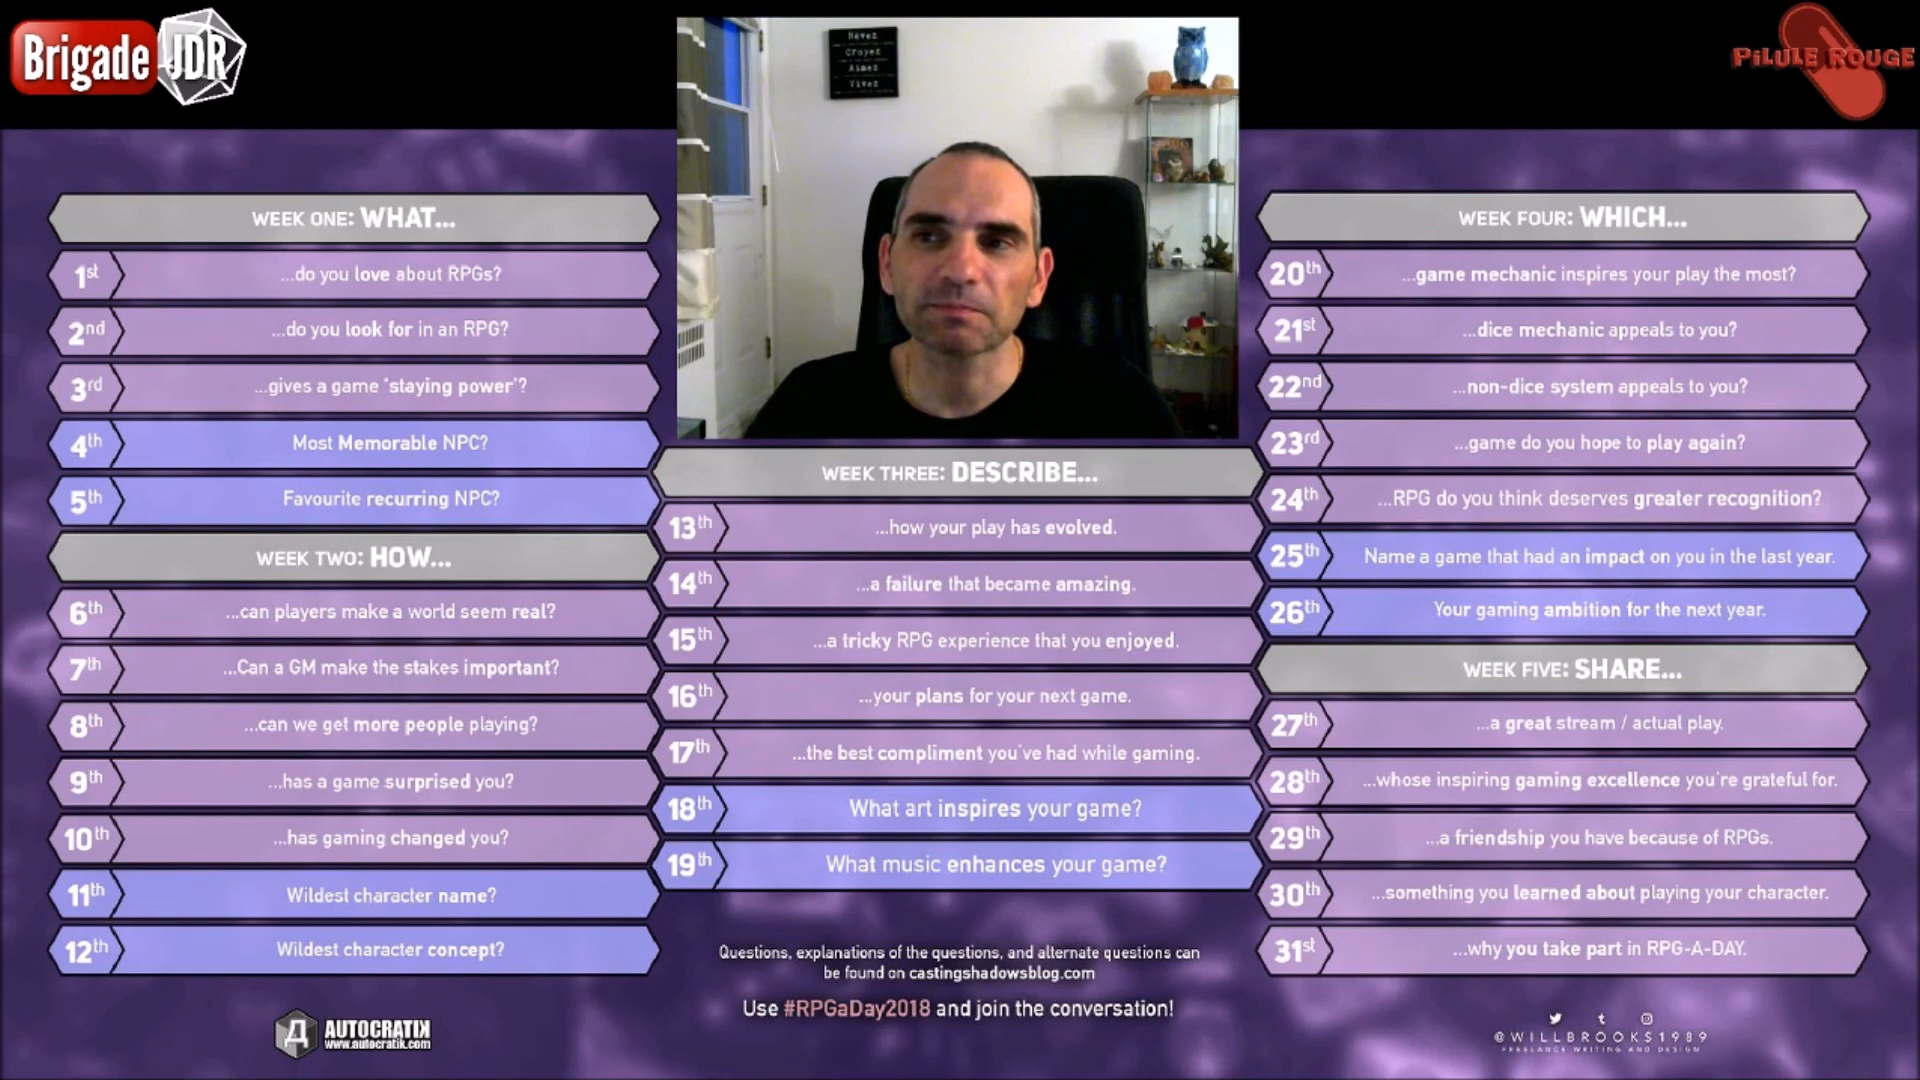 Brigade JDR
PiLULE ROUGE
Rêvez
Croyez
Aimez
Vivez
WEEK ONE: WHAT...
1st ...do you love about RPGs?
2nd ...do you look for in an RPG?
3rd ...gives a game 'staying power'?
4th Most Memorable NPC?
5th Favourite recurring NPC?
WEEK TWO: HOW...
6th ...can players make a world seem real?
7th ...Can a GM make the stakes important?
8th ...can we get more people playing?
9th ...has a game surprised you?
10th ...has gaming changed you?
11th Wildest character name?
12th Wildest character concept?
WEEK THREE: DESCRIBE...
13th ...how your play has evolved.
14th ...a failure that became amazing.
15th ...a tricky RPG experience that you enjoyed.
16th ...your plans for your next game.
17th ...the best compliment you've had while gaming.
18th What art inspires your game?
19th What music enhances your game?
WEEK FOUR: WHICH...
20th ...game mechanic inspires your play the most?
21st ...dice mechanic appeals to you?
22nd ...non-dice system appeals to you?
23rd ...game do you hope to play again?
24th ...RPG do you think deserves greater recognition?
25th Name a game that had an impact on you in the last year.
26th Your gaming ambition for the next year.
WEEK FIVE: SHARE...
27th ...a great stream / actual play.
28th ...whose inspiring gaming excellence you're grateful for.
29th ...a friendship you have because of RPGs.
30th ...something you learned about playing your character.
31st ...why you take part in RPG-A-DAY.
Questions, explanations of the questions, and alternate questions can
be found on castingshadowsblog.com
Use #RPGaDay2018 and join the conversation!
AUTOCRATIK
www.autocratik.com
@WILLBROOKS1989
FREELANCE WRITING AND DESIGN